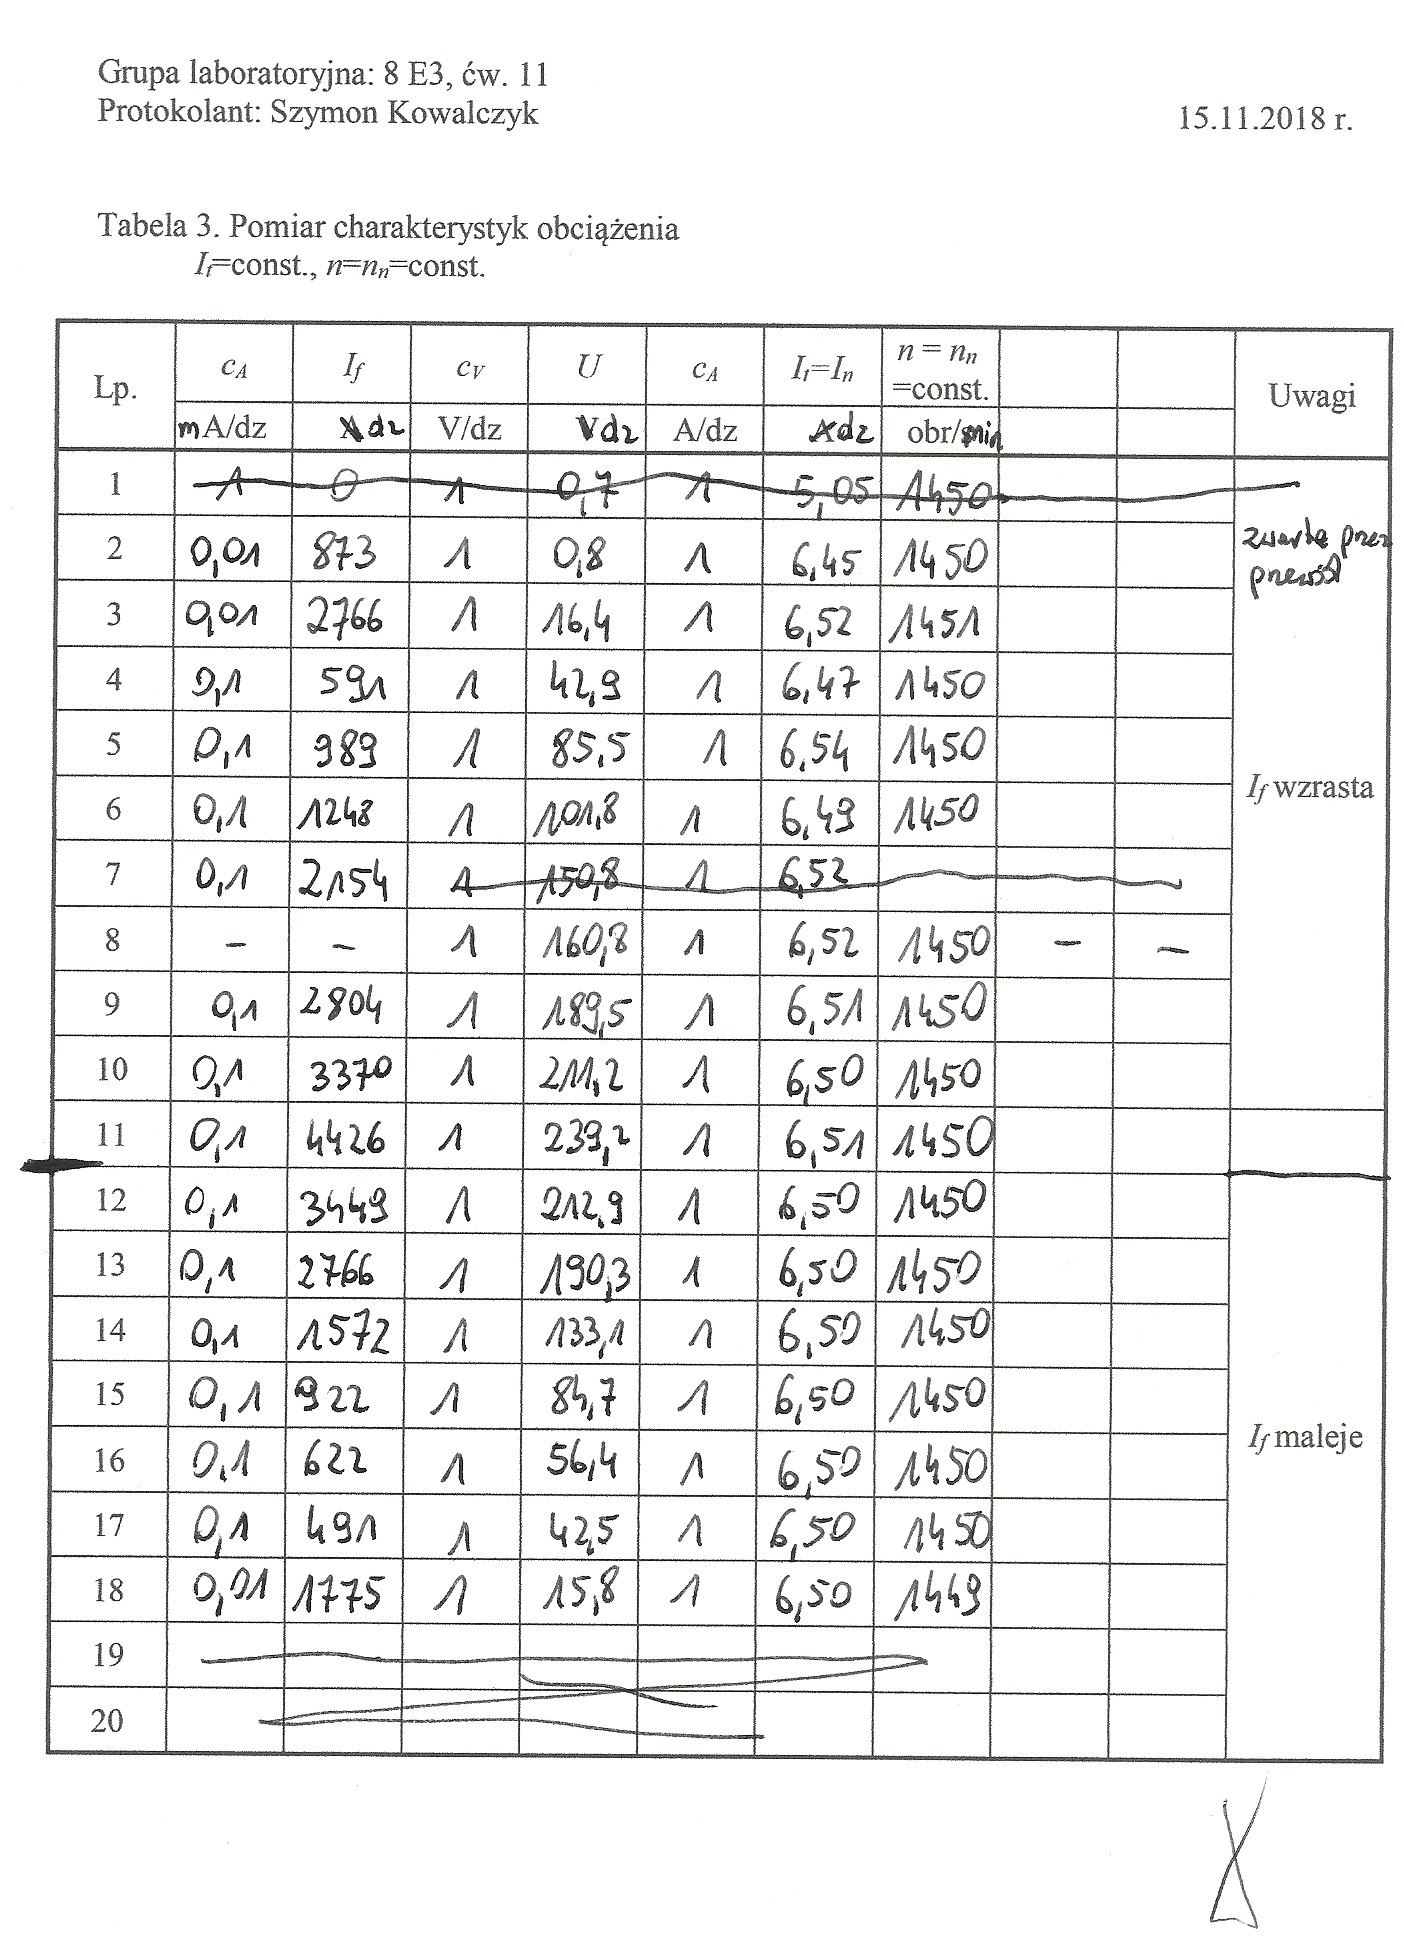 Grupa laboratoryjna: 8 E3, ćw. 11
Protokolant: Szymon Kowalczyk
15.11.2018 r.
Tabela 3. Pomiar charakterystyk obciążenia
It=const., n=nn=const.
Lp. cA If cV U cA It=In n = nn =const. Uwagi
mA/dz Adz V/dz Vdz A/dz Adz obr/min
1 1 0 1 0,7 1 5,05 1450
2 0,01 873 1 0,8 1 6,45 1450 zwarte przez
przewód
3 0,01 2766 1 16,4 1 6,52 1451
4 0,1 591 1 42,9 1 6,47 1450
5 0,1 989 1 85,5 1 6,54 1450
6 0,1 1248 1 101,8 1 6,49 1450 If wzrasta
7 0,1 2154 1 150,8 1 6,52
8 – – 1 160,8 1 6,52 1450 – –
9 0,1 2804 1 189,5 1 6,51 1450
10 0,1 3370 1 211,2 1 6,50 1450
11 0,1 4426 1 239,2 1 6,51 1450
12 0,1 3449 1 212,9 1 6,50 1450
13 0,1 2766 1 190,3 1 6,50 1450
14 0,1 1572 1 133,1 1 6,50 1450
15 0,1 922 1 84,7 1 6,50 1450
16 0,1 622 1 56,4 1 6,50 1450 If maleje
17 0,1 491 1 42,5 1 6,50 1450
18 0,01 1775 1 15,8 1 6,50 1449
19
20